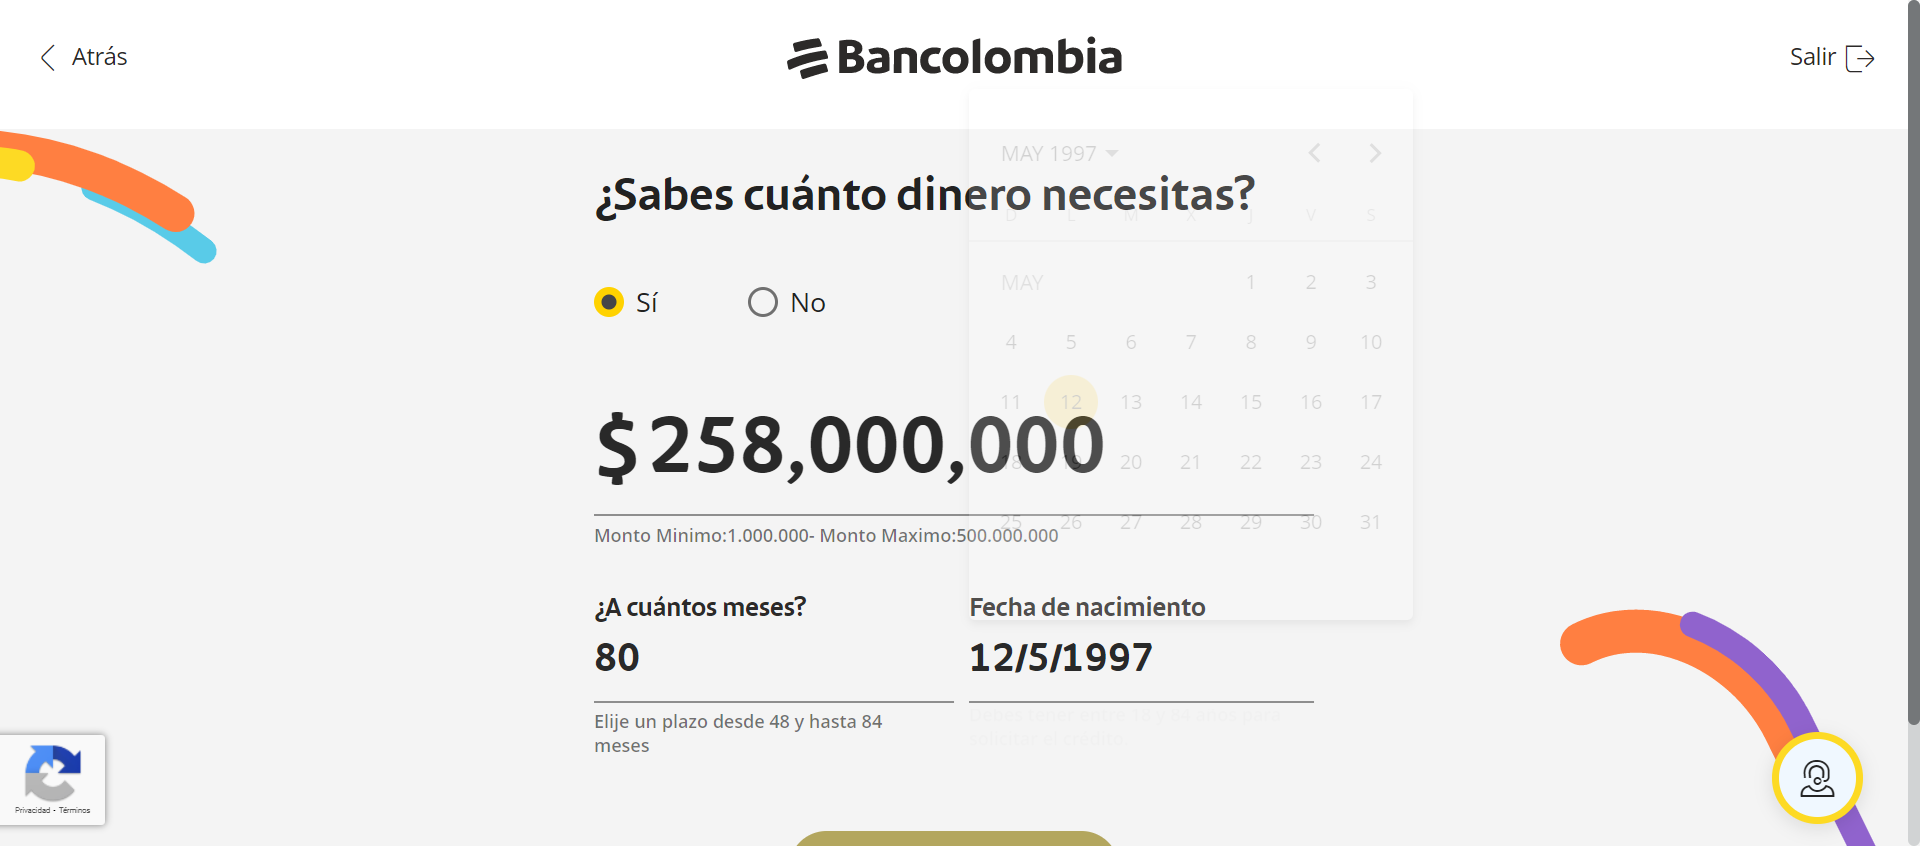 Atrás
Bancolombia
Salir
MAY 1997
¿Sabes cuánto dinero necesitas?
D L M X J V S
Sí
No
MAY 1 2 3
4 5 6 7 8 9 10
11 12 13 14 15 16 17
$258,000,000
18 19 20 21 22 23 24
25 26 27 28 29 30 31
Monto Minimo:1.000.000- Monto Maximo:500.000.000
¿A cuántos meses?
80
Elije un plazo desde 48 y hasta 84
meses
Fecha de nacimiento
12/5/1997
solicitar el crédito
Privacidad - Términos